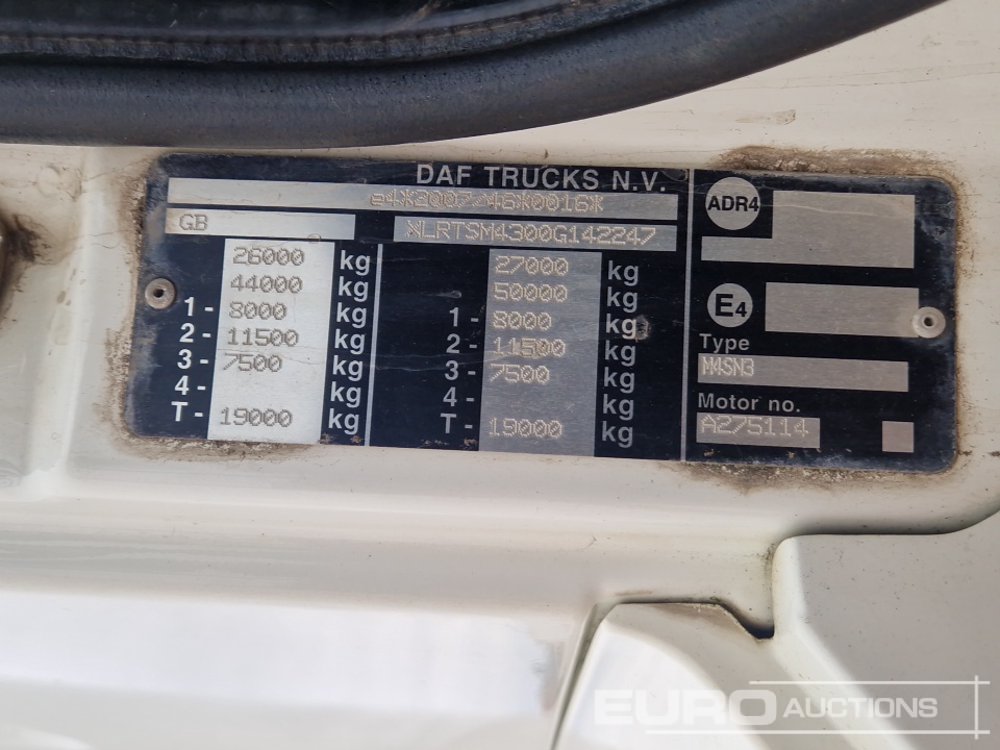 DAF TRUCKS N.V.
e4*2007/46*0016*
GB
XLRTSM4300G142247
26000 kg
44000 kg
1 - 8000 kg
2 - 11500 kg
3 - 7500 kg
4 - kg
T - 19000 kg
27000 kg
50000 kg
1 - 8000 kg
2 - 11500 kg
3 - 7500 kg
4 - kg
T - 19000 kg
ADR4
E4
Type
M4SN3
Motor no.
A275114
EURO AUCTIONS